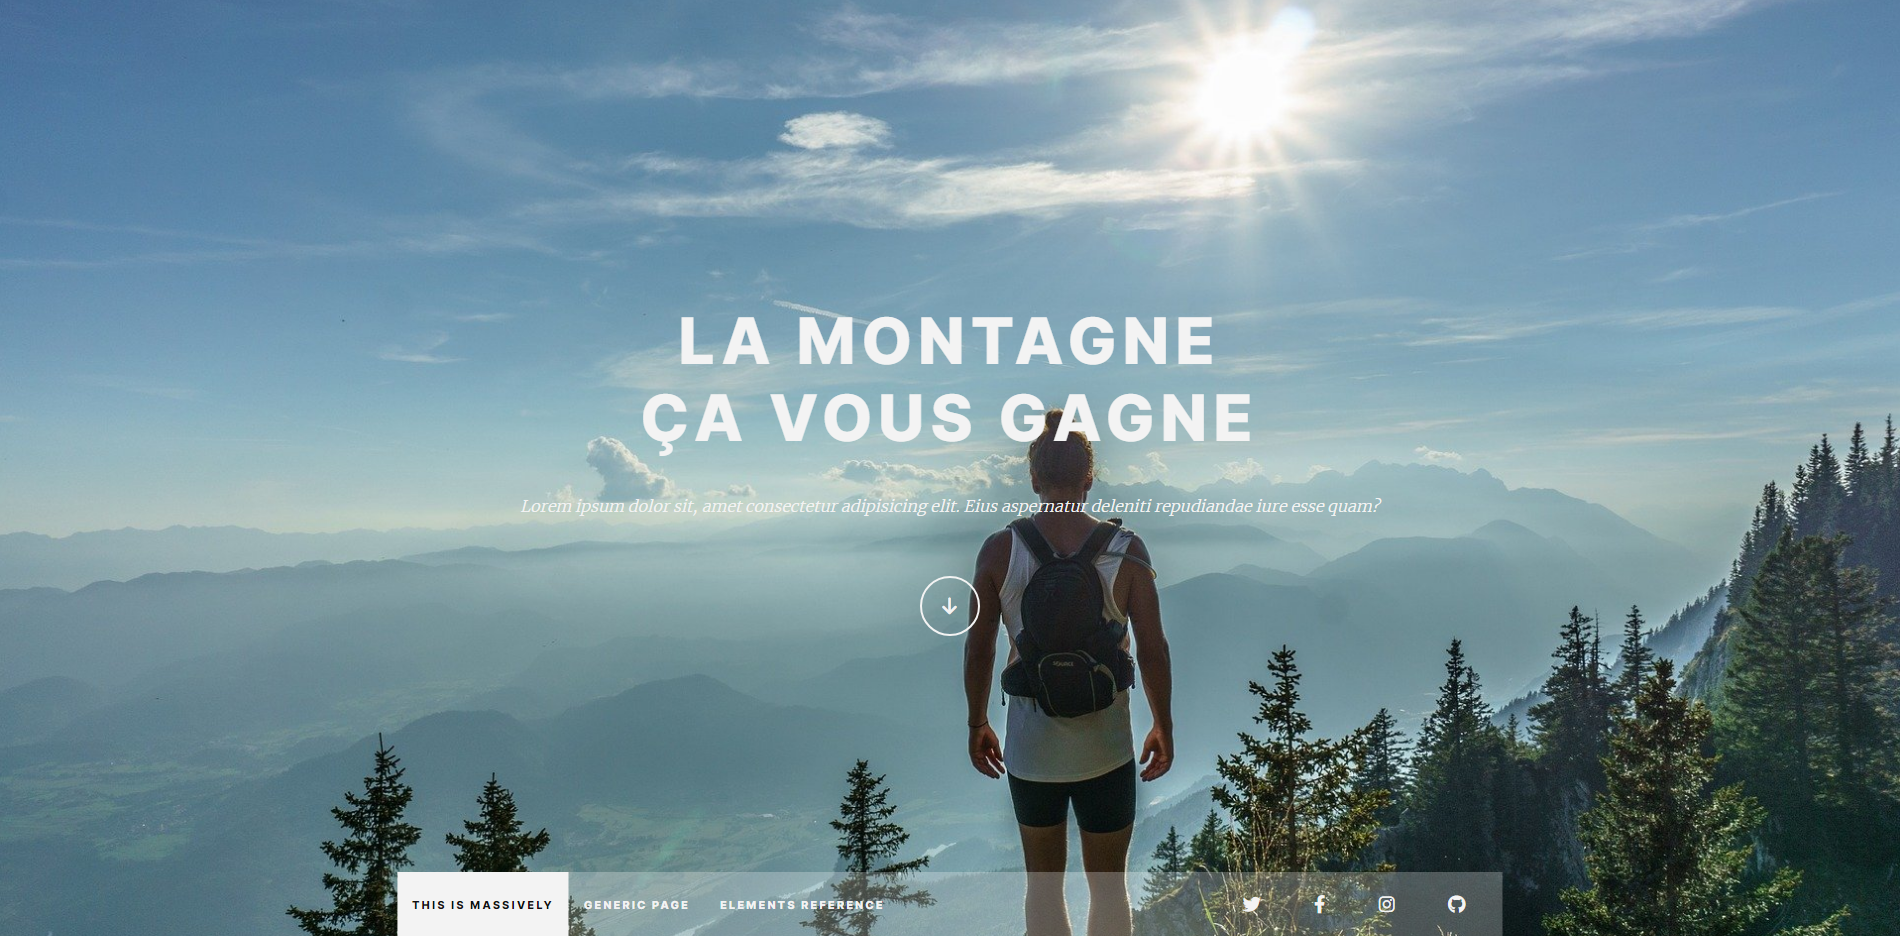 LA MONTAGNE
ÇA VOUS GAGNE
Lorem ipsum dolor sit, amet consectetur adipisicing elit. Eius aspernatur deleniti repudiandae iure esse quam?
THIS IS MASSIVELY GENERIC PAGE ELEMENTS REFERENCE